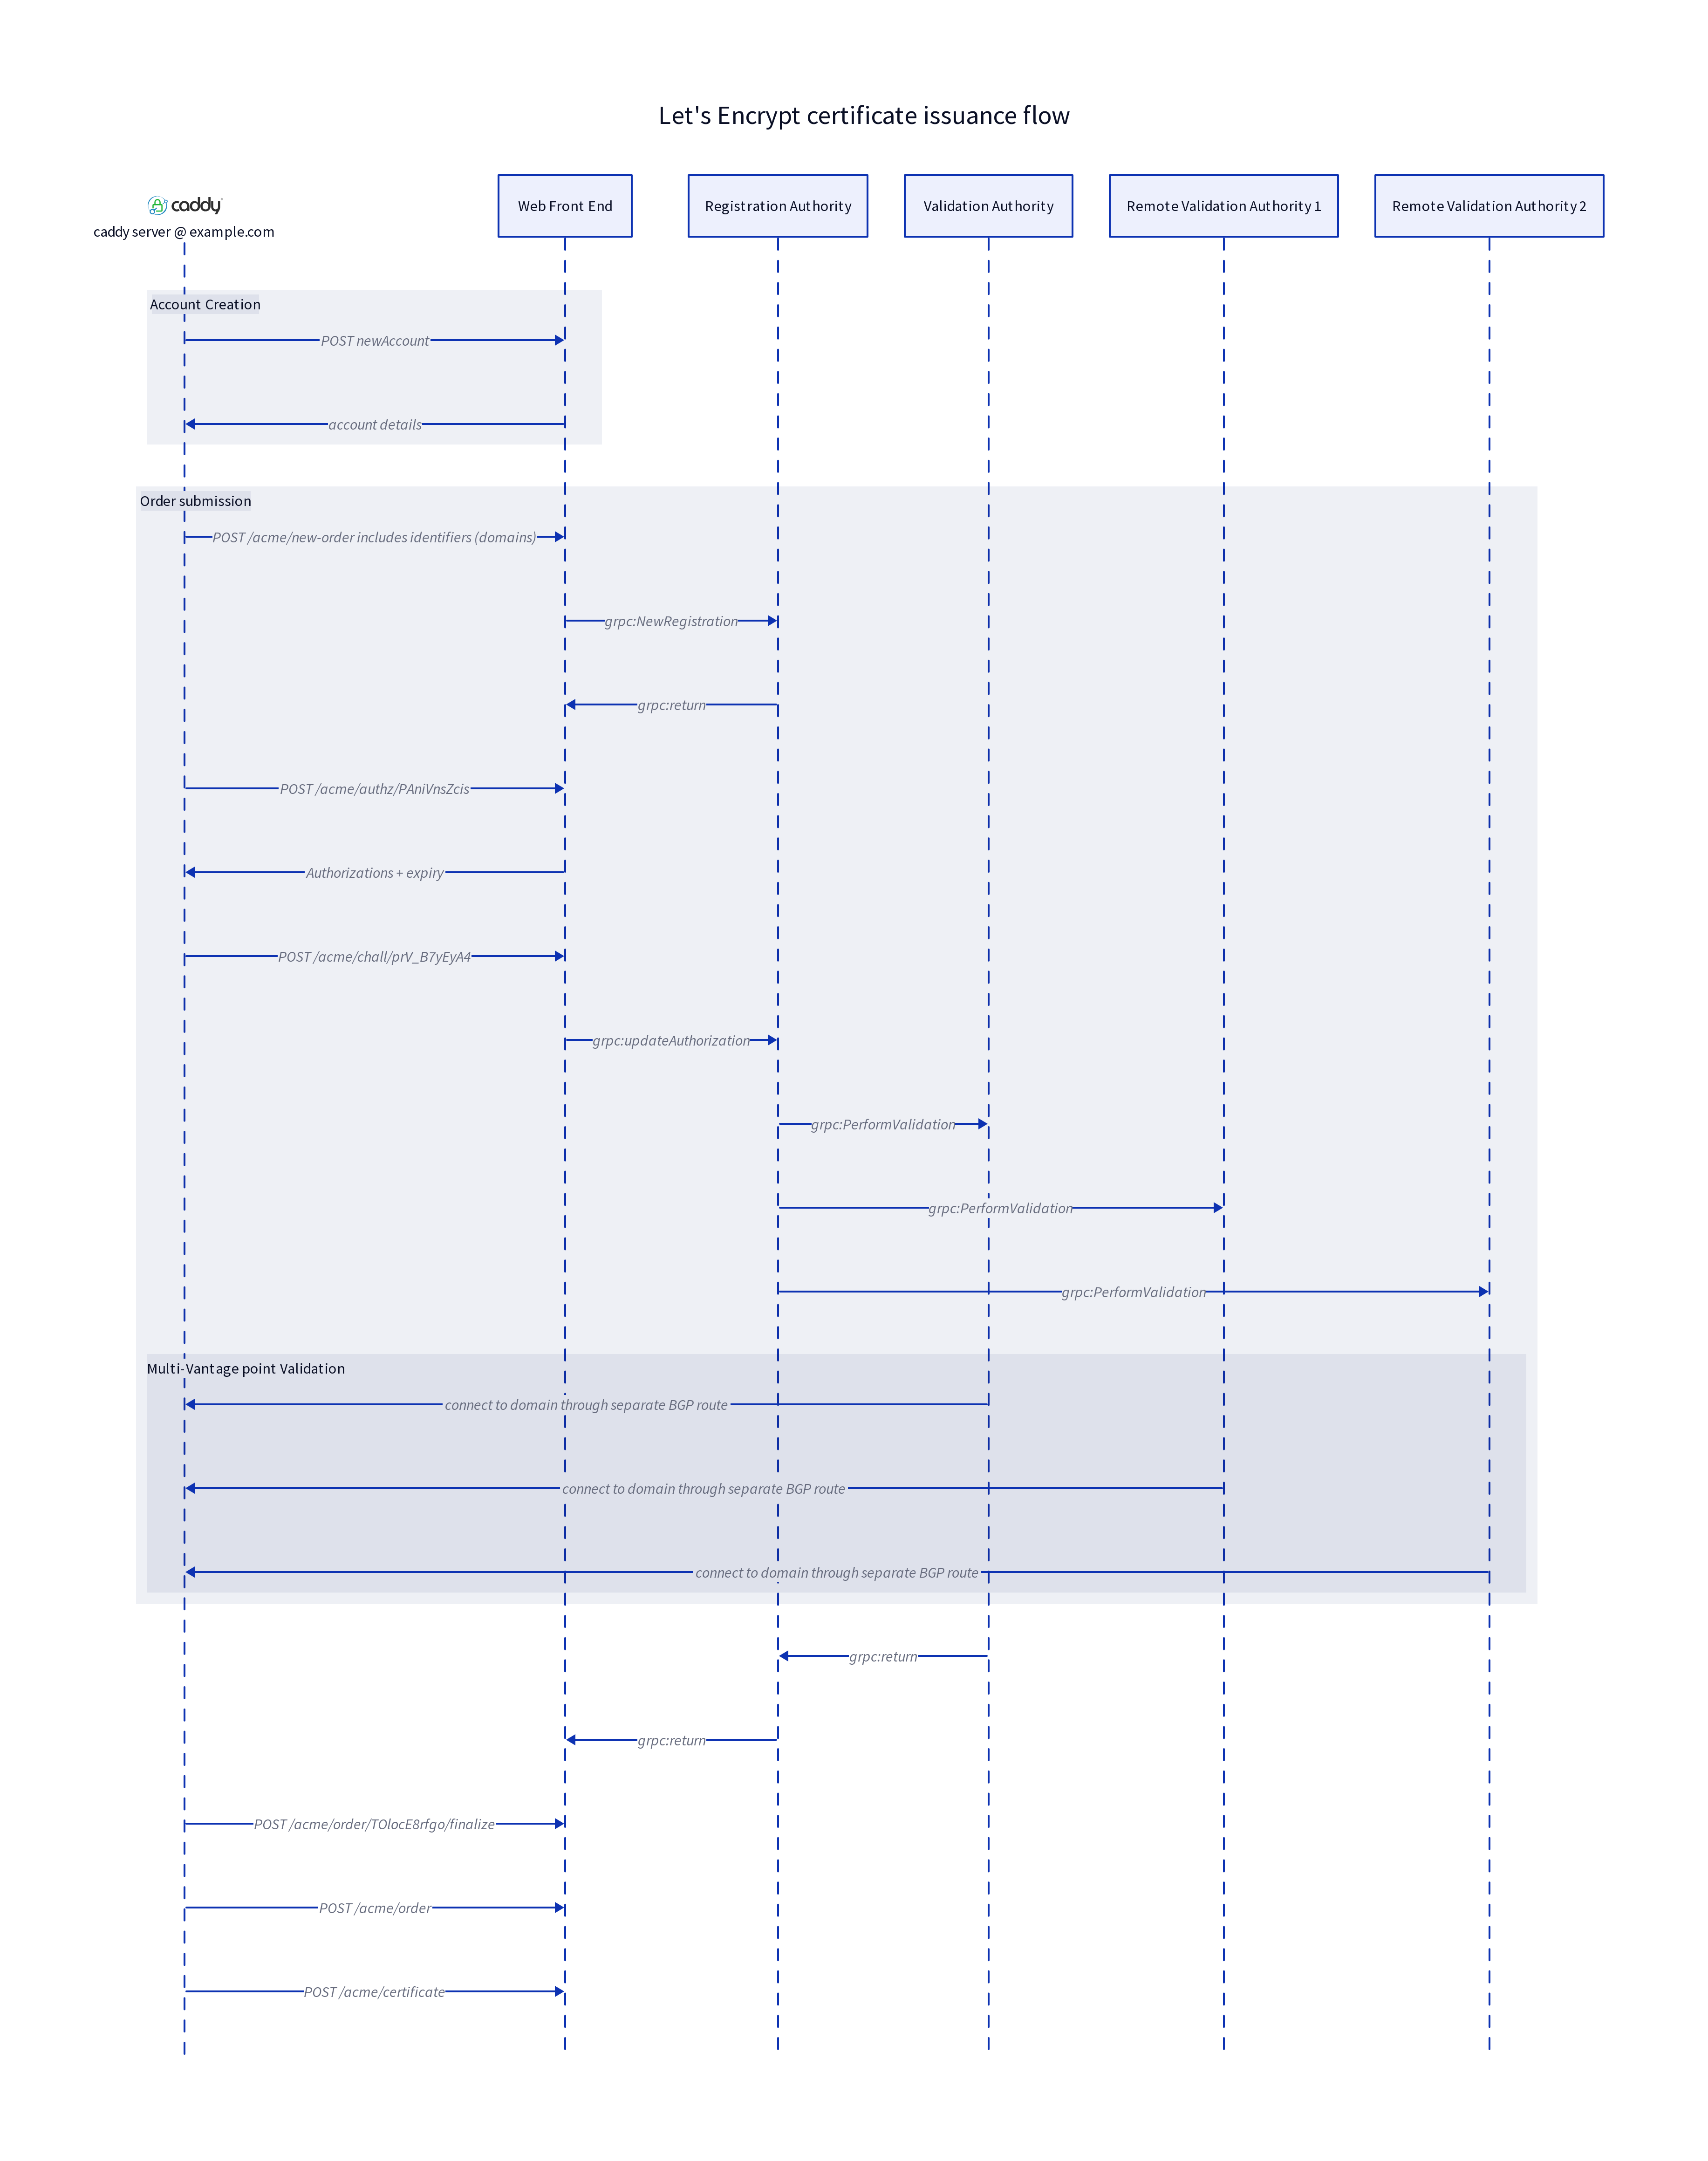 Let's Encrypt certificate issuance flow
caddy
caddy server @ example.com
Web Front End
Registration Authority
Validation Authority
Remote Validation Authority 1
Remote Validation Authority 2
Account Creation
POST newAccount
account details
Order submission
POST /acme/new-order includes identifiers (domains)
grpc:NewRegistration
grpc:return
POST /acme/authz/PAniVnsZcis
Authorizations + expiry
POST /acme/chall/prV_B7yEyA4
grpc:updateAuthorization
grpc:PerformValidation
grpc:PerformValidation
grpc:PerformValidation
Multi-Vantage point Validation
connect to domain through separate BGP route
connect to domain through separate BGP route
connect to domain through separate BGP route
grpc:return
grpc:return
POST /acme/order/TOlocE8rfgo/finalize
POST /acme/order
POST /acme/certificate